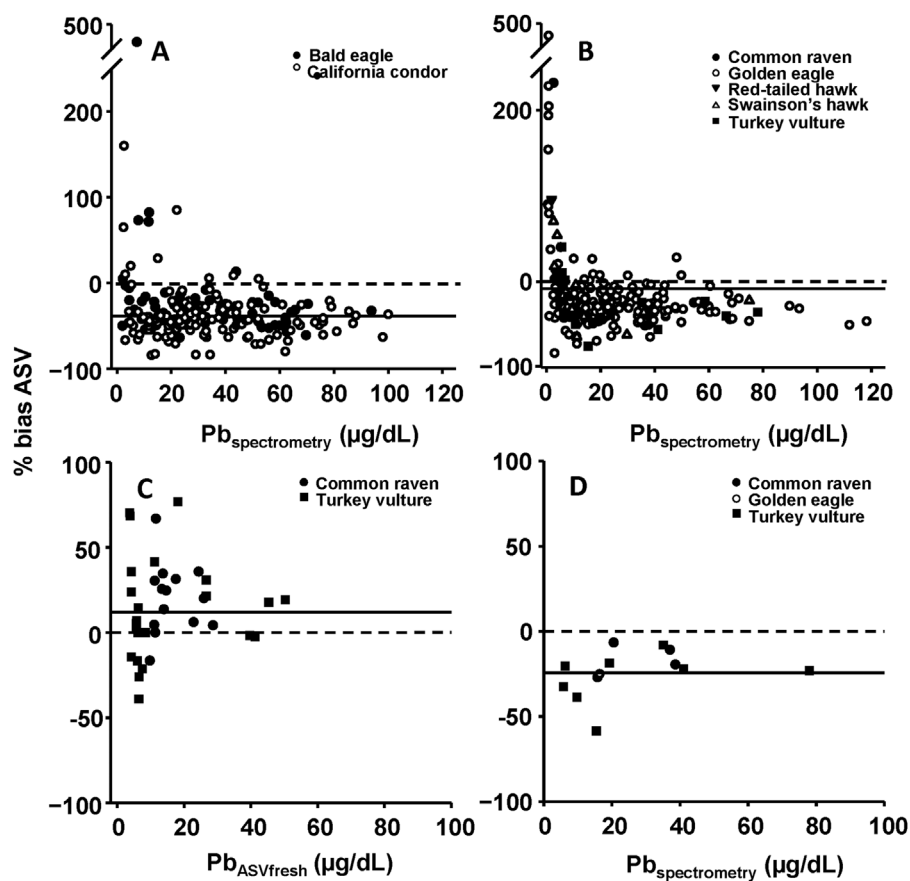 500
A
Bald eagle
California condor
200
100
0
−100
0 20 40 60 80 100 120
Pbspectrometry (µg/dL)
500
B
Common raven
Golden eagle
Red-tailed hawk
Swainson's hawk
Turkey vulture
200
100
0
−100
0 20 40 60 80 100 120
Pbspectrometry (µg/dL)
% bias ASV
100
C
Common raven
Turkey vulture
50
0
-50
−100
0 20 40 60 80 100
PbASVfresh (µg/dL)
100
D
Common raven
Golden eagle
Turkey vulture
50
0
-50
−100
0 20 40 60 80 100
Pbspectrometry (µg/dL)